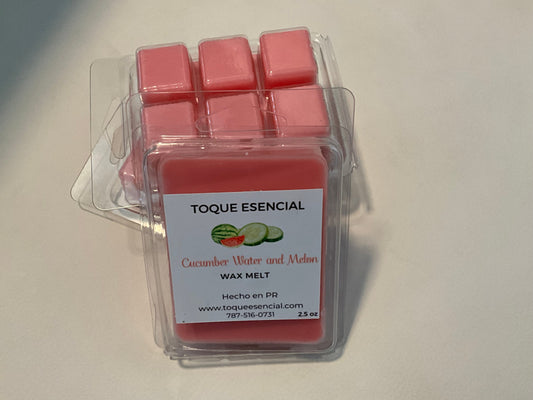 TOQUE ESENCIAL
Cucumber Water and Melon
WAX MELT
Hecho en PR
www.toqueesencial.com
787-516-0731 2.5 oz